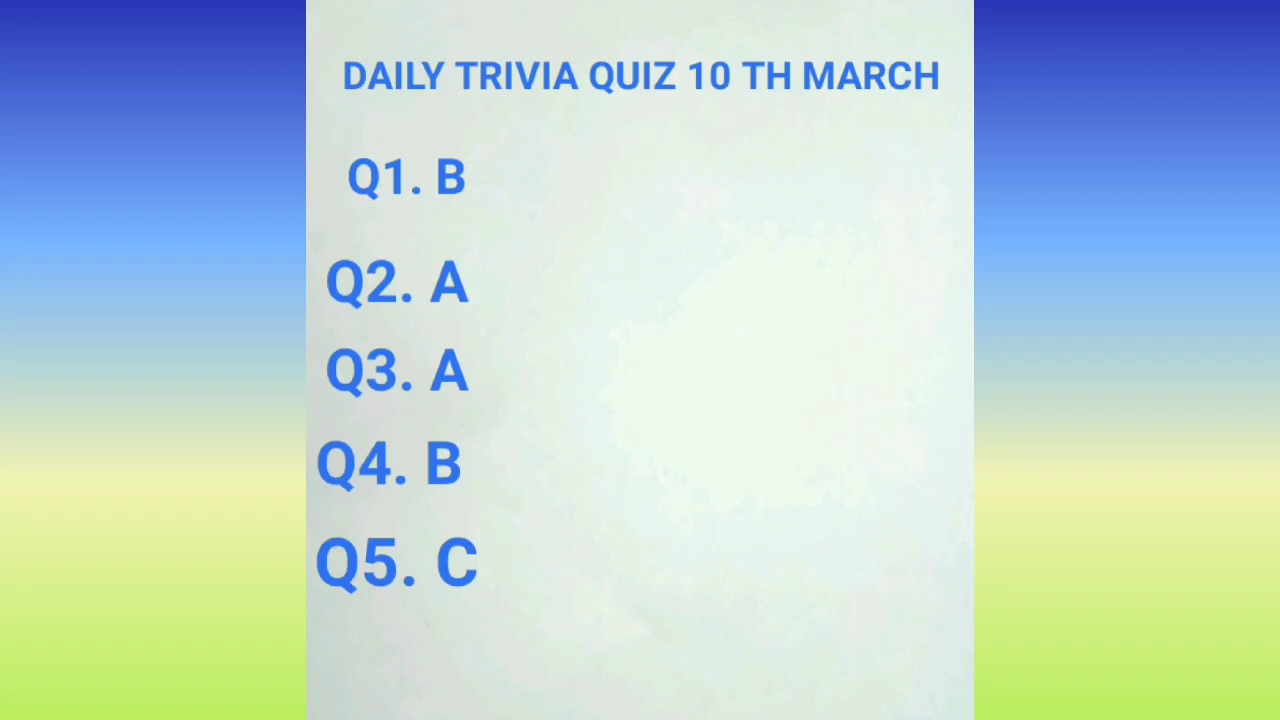 DAILY TRIVIA QUIZ 10 TH MARCH
Q1. B
Q2. A
Q3. A
Q4. B
Q5. C